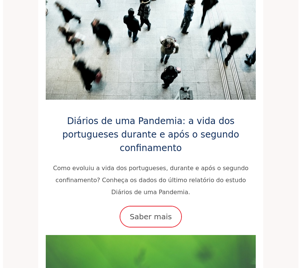 Diários de uma Pandemia: a vida dos
portugueses durante e após o segundo
confinamento
Como evoluiu a vida dos portugueses, durante e após o segundo
confinamento? Conheça os dados do último relatório do estudo
Diários de uma Pandemia.
Saber mais